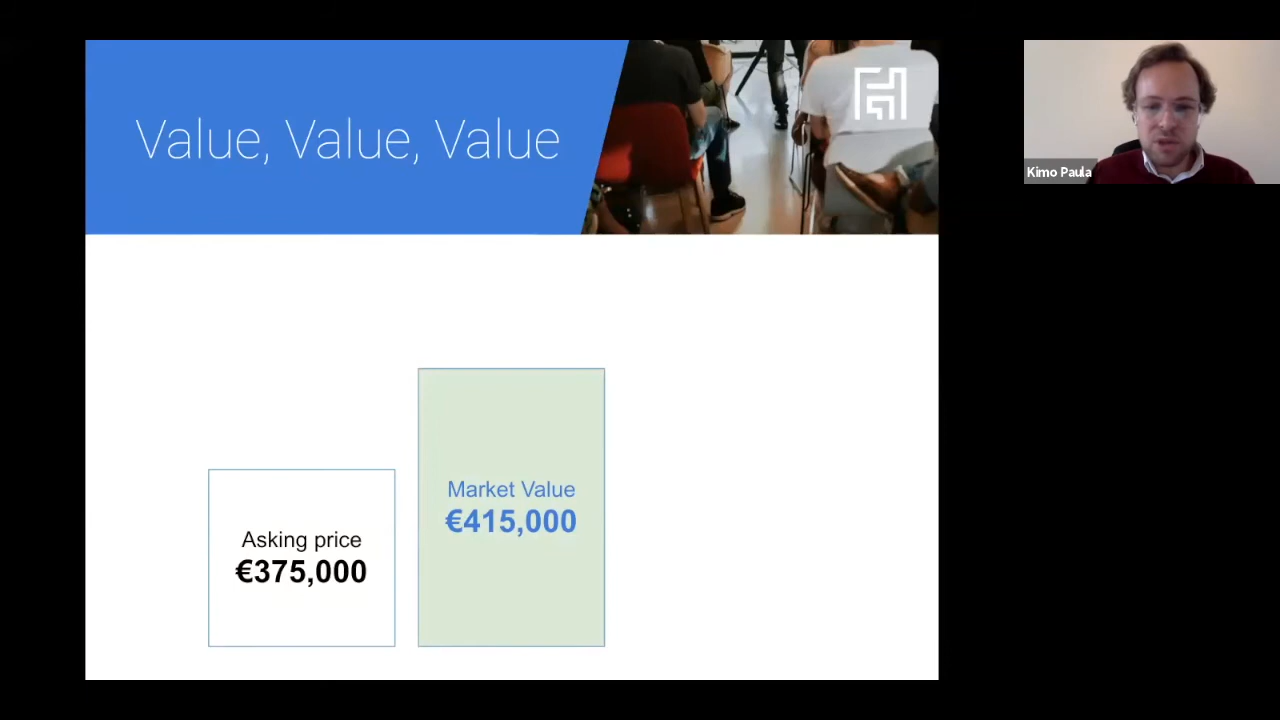 Value, Value, Value
Kimo Paula
Market Value
€415,000
Asking price
€375,000